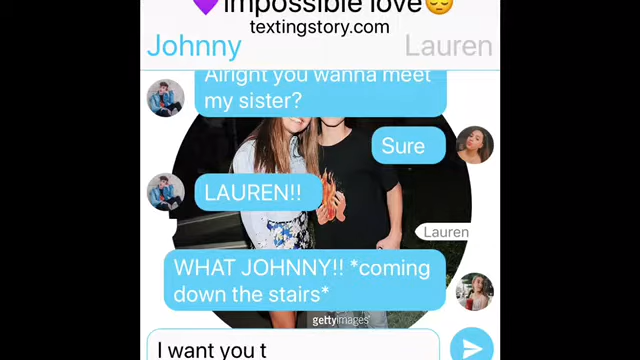 💜impossible love😔
textingstory.com
Johnny
Lauren
Alright you wanna meet
my sister?
Sure
LAUREN!!
Lauren
WHAT JOHNNY!! *coming
down the stairs*
gettyimages
I want you t